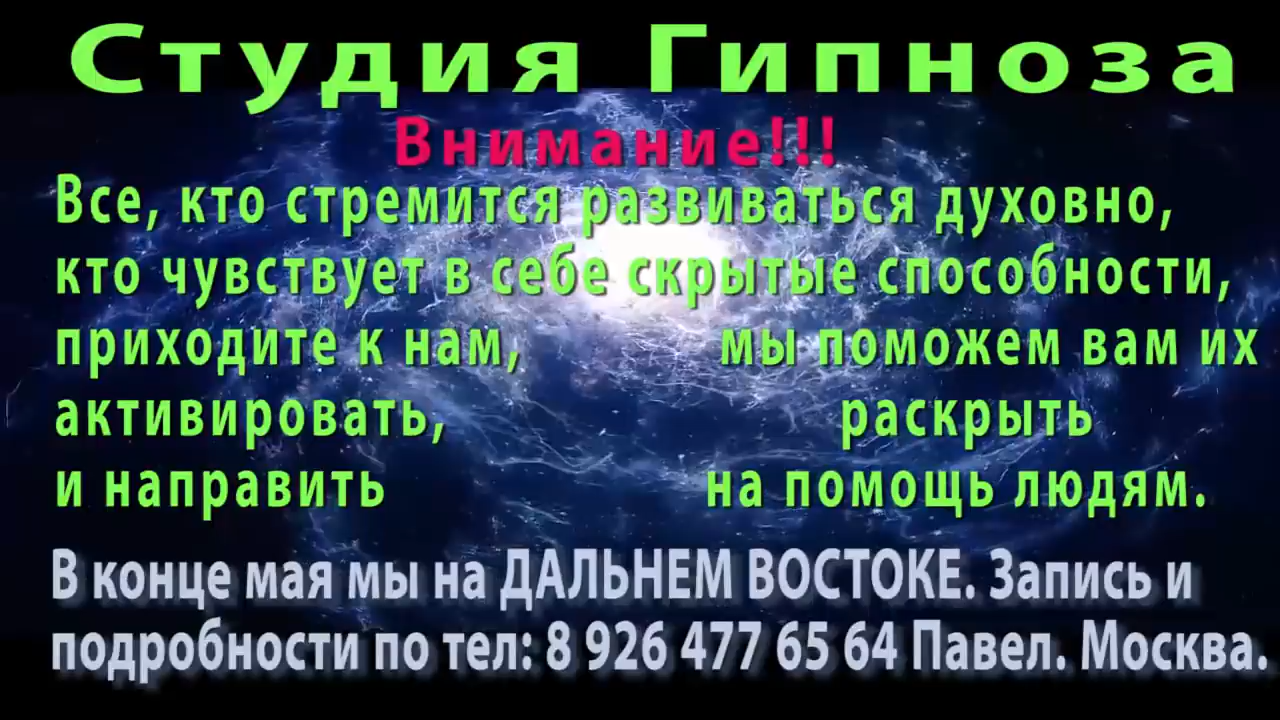 Студия Гипноза
Внимание!!!
Все, кто стремится развиваться духовно,
кто чувствует в себе скрытые способности,
приходите к нам, мы поможем вам их
активировать, раскрыть
и направить на помощь людям.
В конце мая мы на ДАЛЬНЕМ ВОСТОКЕ. Запись и
подробности по тел: 8 926 477 65 64 Павел. Москва.